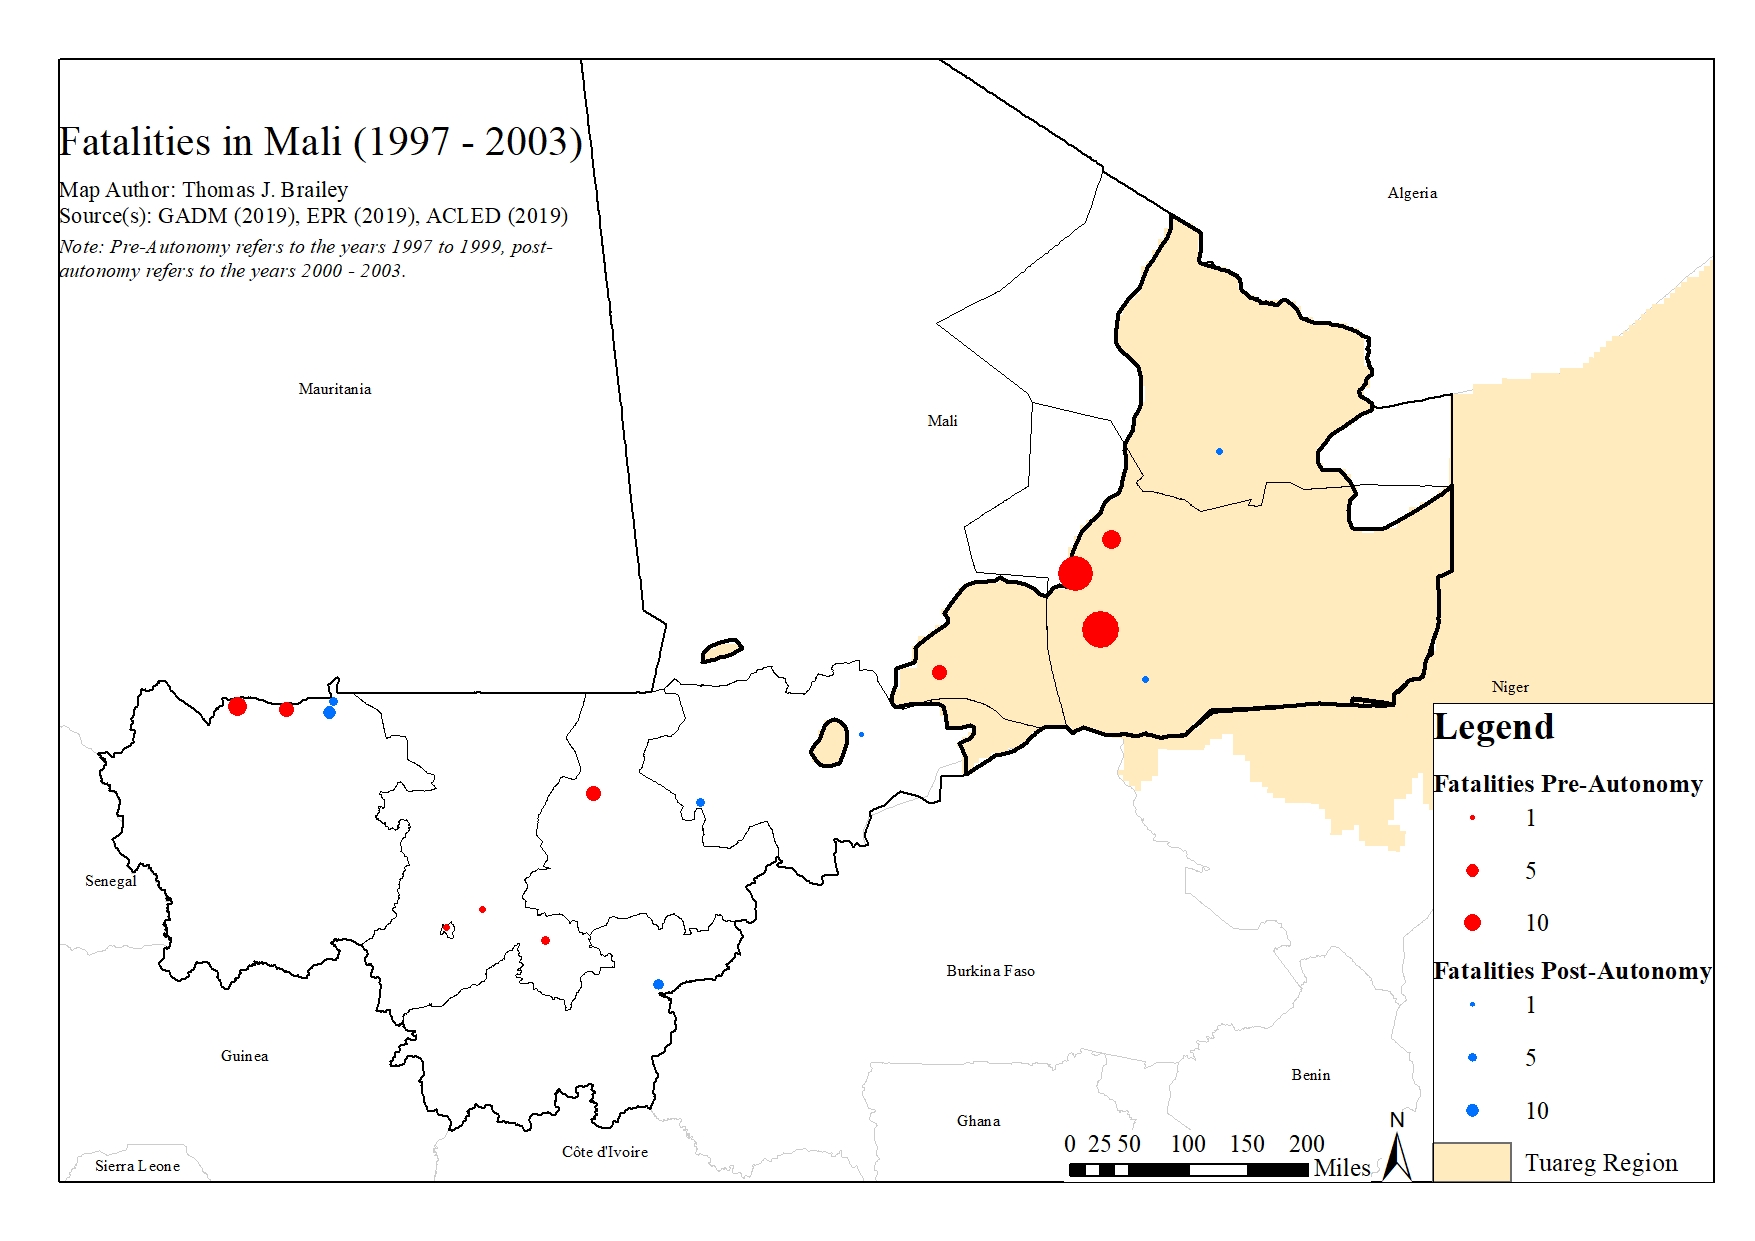 Fatalities in Mali (1997 - 2003)
Map Author: Thomas J. Brailey
Source(s): GADM (2019), EPR (2019), ACLED (2019)
Note: Pre-Autonomy refers to the years 1997 to 1999, post-
autonomy refers to the years 2000 - 2003.
Algeria
Mauritania
Mali
Niger
Senegal
Burkina Faso
Guinea
Benin
Ghana
Côte d'Ivoire
Sierra Leone
Legend
Fatalities Pre-Autonomy
1
5
10
Fatalities Post-Autonomy
1
5
10
Tuareg Region
N
0 25 50 100 150 200
Miles